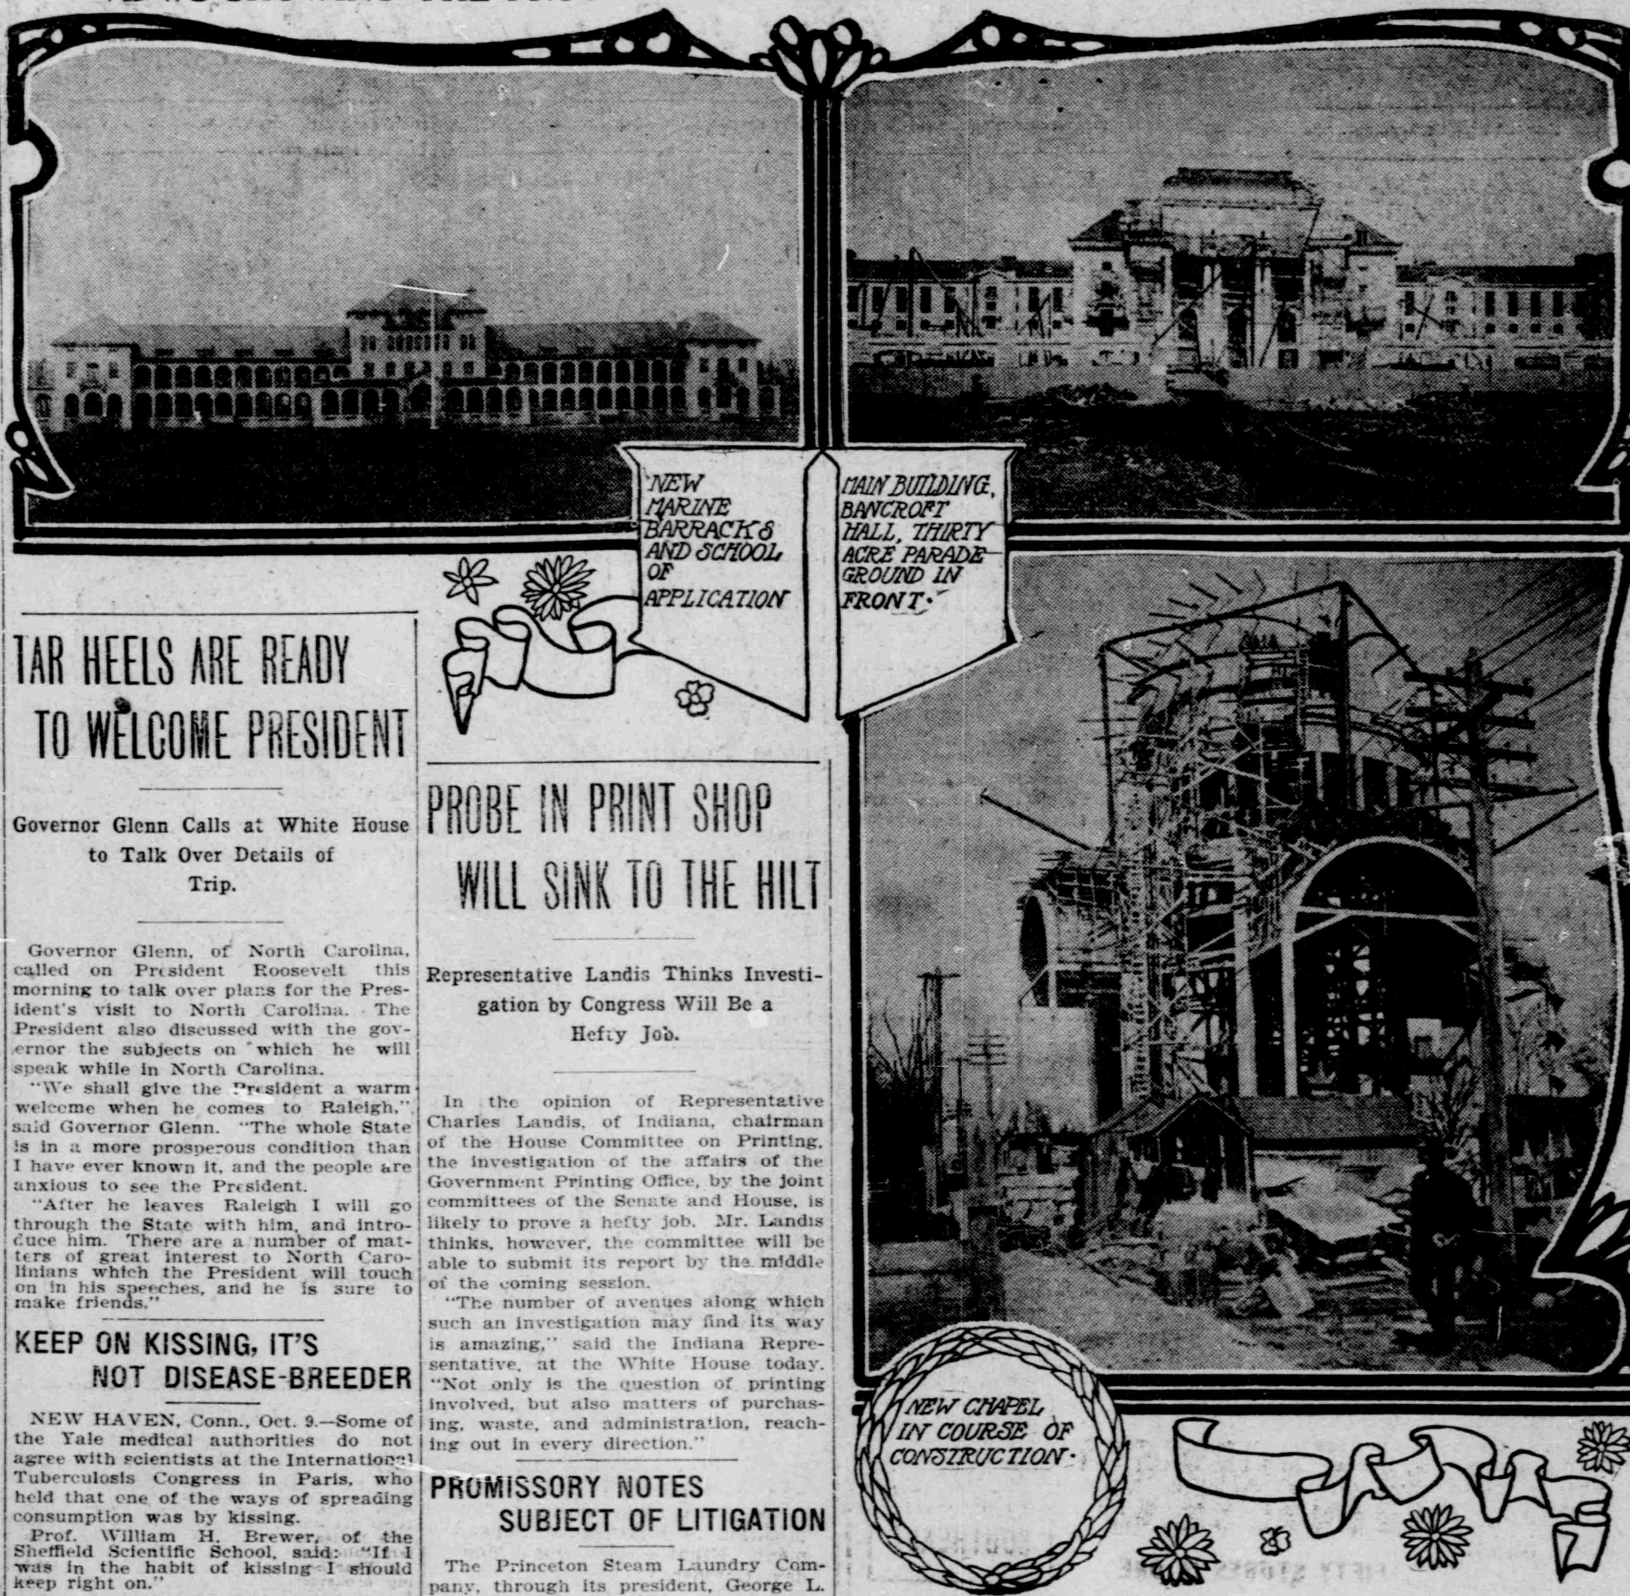 NEW
MARINE
BARRACKS
AND SCHOOL
OF
APPLICATION
MAIN BUILDING,
BANCROFT
HALL, THIRTY
ACRE PARADE
GROUND IN
FRONT.
TAR HEELS ARE READY
TO WELCOME PRESIDENT
Governor Glenn Calls at White House
to Talk Over Details of
Trip.
Governor Glenn, of North Carolina,
called on President Roosevelt this
morning to talk over plans for the Pres-
ident's visit to North Carolina. The
President also discussed with the gov-
ernor the subjects on which he will
speak while in North Carolina.
"We shall give the President a warm
welcome when he comes to Raleigh,"
said Governor Glenn. "The whole State
is in a more prosperous condition than
I have ever known it, and the people are
anxious to see the President.
"After he leaves Raleigh I will go
through the State with him, and intro-
duce him. There are a number of mat-
ters of great interest to North Caro-
linians which the President will touch
on in his speeches, and he is sure to
make friends."
KEEP ON KISSING, IT'S
NOT DISEASE-BREEDER
NEW HAVEN, Conn., Oct. 9.—Some of
the Yale medical authorities do not
agree with scientists at the International
Tuberculosis Congress in Paris, who
held that one of the ways of spreading
consumption was by kissing.
Prof. William H. Brewer, of the
Sheffield Scientific School, said: "If I
was in the habit of kissing I should
keep right on."
PROBE IN PRINT SHOP
WILL SINK TO THE HILT
Representative Landis Thinks Investi-
gation by Congress Will Be a
Hefty Job.
In the opinion of Representative
Charles Landis, of Indiana, chairman
of the House Committee on Printing,
the investigation of the affairs of the
Government Printing Office, by the joint
committees of the Senate and House, is
likely to prove a hefty job. Mr. Landis
thinks, however, the committee will be
able to submit its report by the middle
of the coming session.
"The number of avenues along which
such an investigation may find its way
is amazing," said the Indiana Repre-
sentative, at the White House today.
"Not only is the question of printing
involved, but also matters of purchas-
ing, waste, and administration, reach-
ing out in every direction."
PROMISSORY NOTES
SUBJECT OF LITIGATION
The Princeton Steam Laundry Com-
pany, through its president, George L.
NEW CHAPEL
IN COURSE OF
CONSTRUCTION.